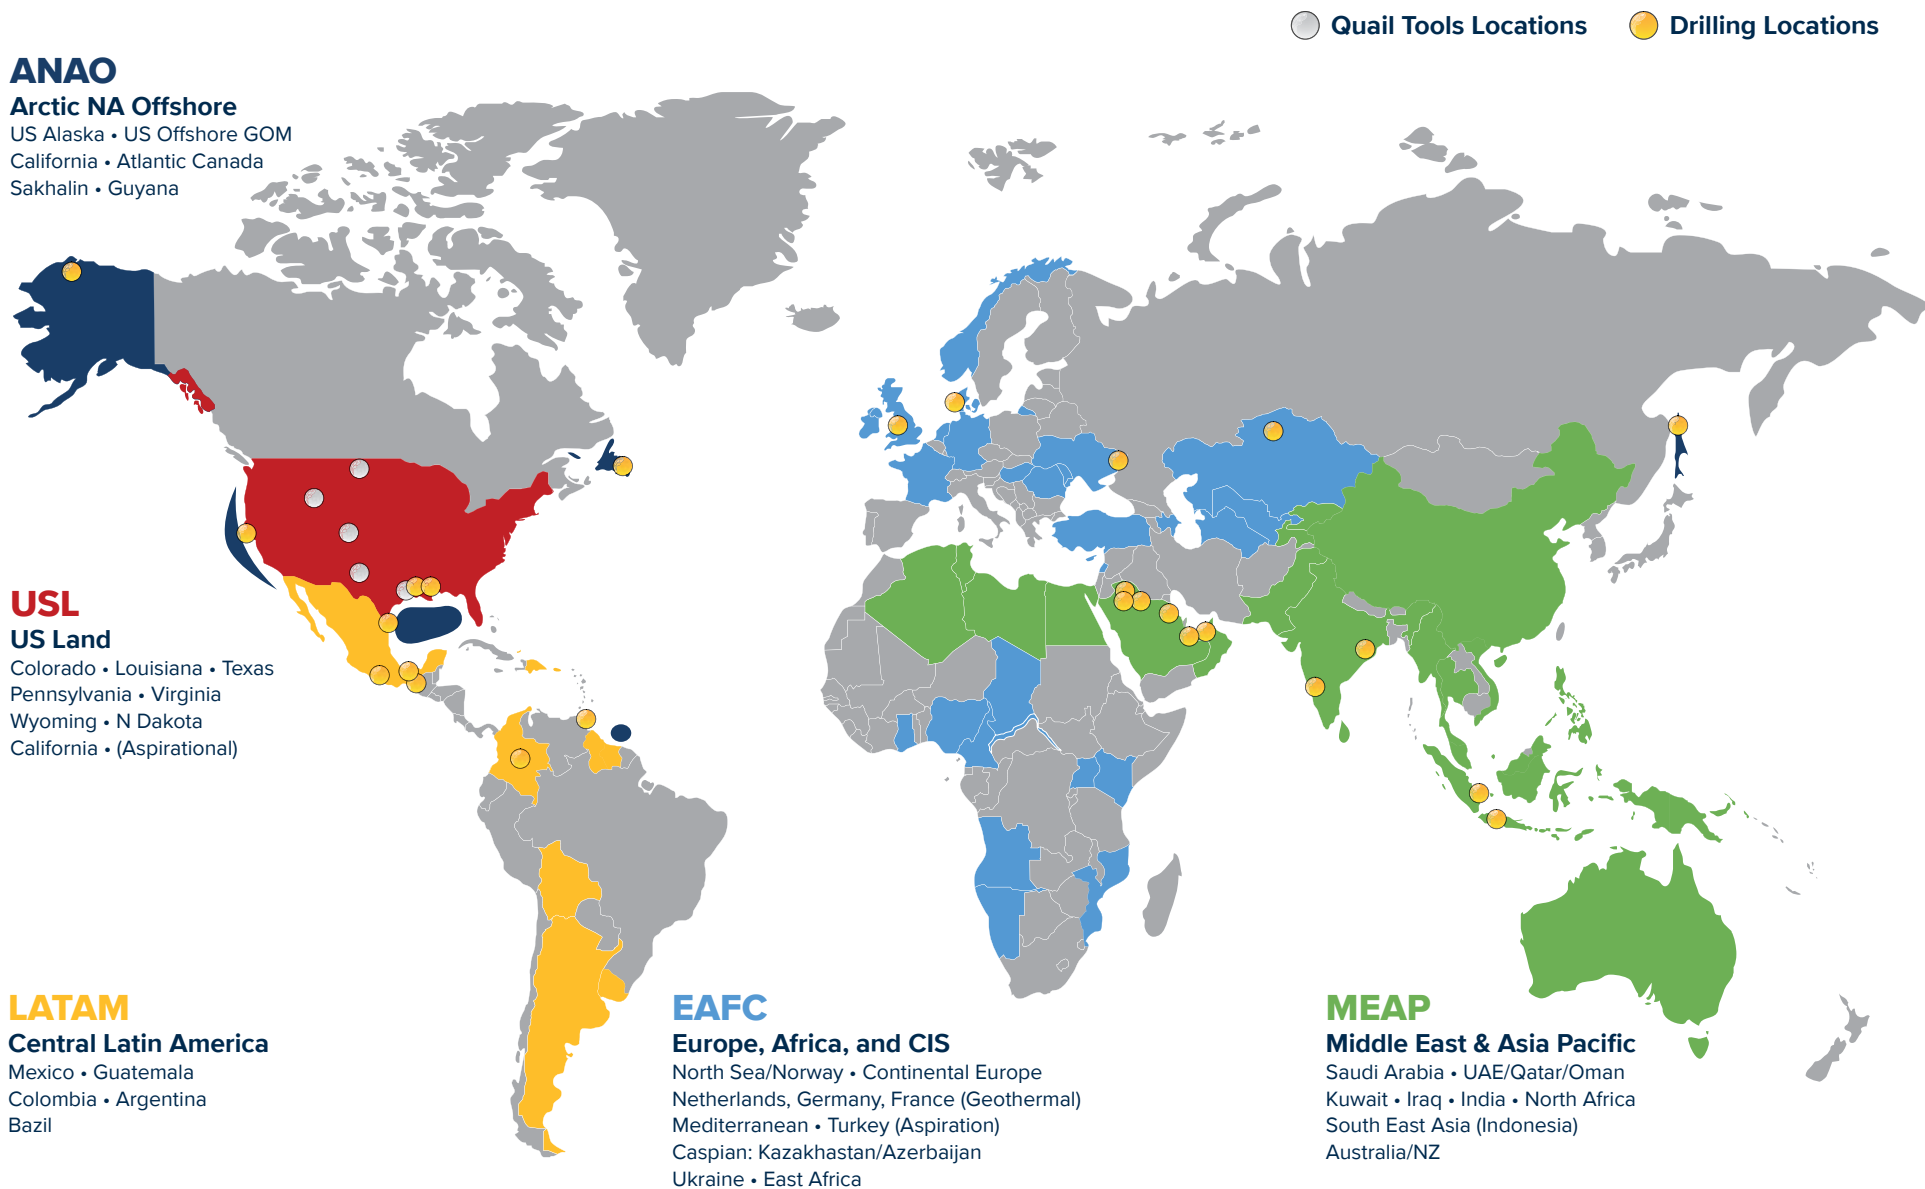 Quail Tools Locations
Drilling Locations
ANAO
Arctic NA Offshore
US Alaska • US Offshore GOM
California • Atlantic Canada
Sakhalin • Guyana
USL
US Land
Colorado • Louisiana • Texas
Pennsylvania • Virginia
Wyoming • N Dakota
California • (Aspirational)
LATAM
Central Latin America
Mexico • Guatemala
Colombia • Argentina
Bazil
EAFC
Europe, Africa, and CIS
North Sea/Norway • Continental Europe
Netherlands, Germany, France (Geothermal)
Mediterranean • Turkey (Aspiration)
Caspian: Kazakhastan/Azerbaijan
Ukraine • East Africa
MEAP
Middle East & Asia Pacific
Saudi Arabia • UAE/Qatar/Oman
Kuwait • Iraq • India • North Africa
South East Asia (Indonesia)
Australia/NZ